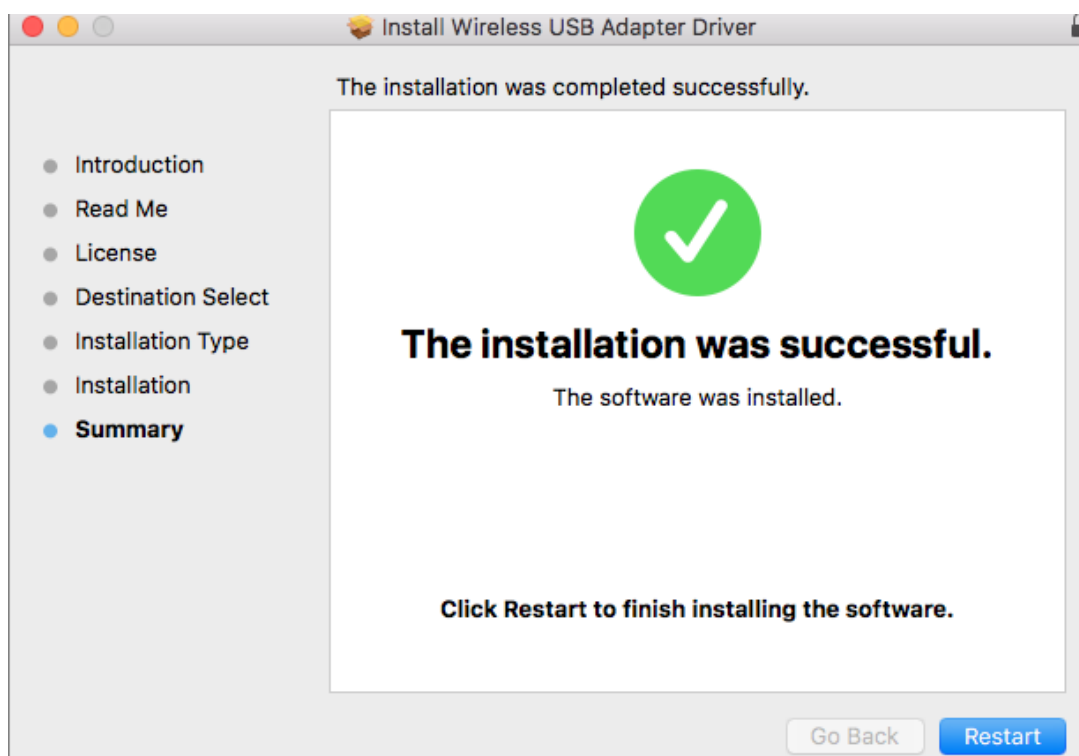 Install Wireless USB Adapter Driver
The installation was completed successfully.
Introduction
Read Me
License
Destination Select
Installation Type
Installation
Summary
The installation was successful.
The software was installed.
Click Restart to finish installing the software.
Go Back
Restart